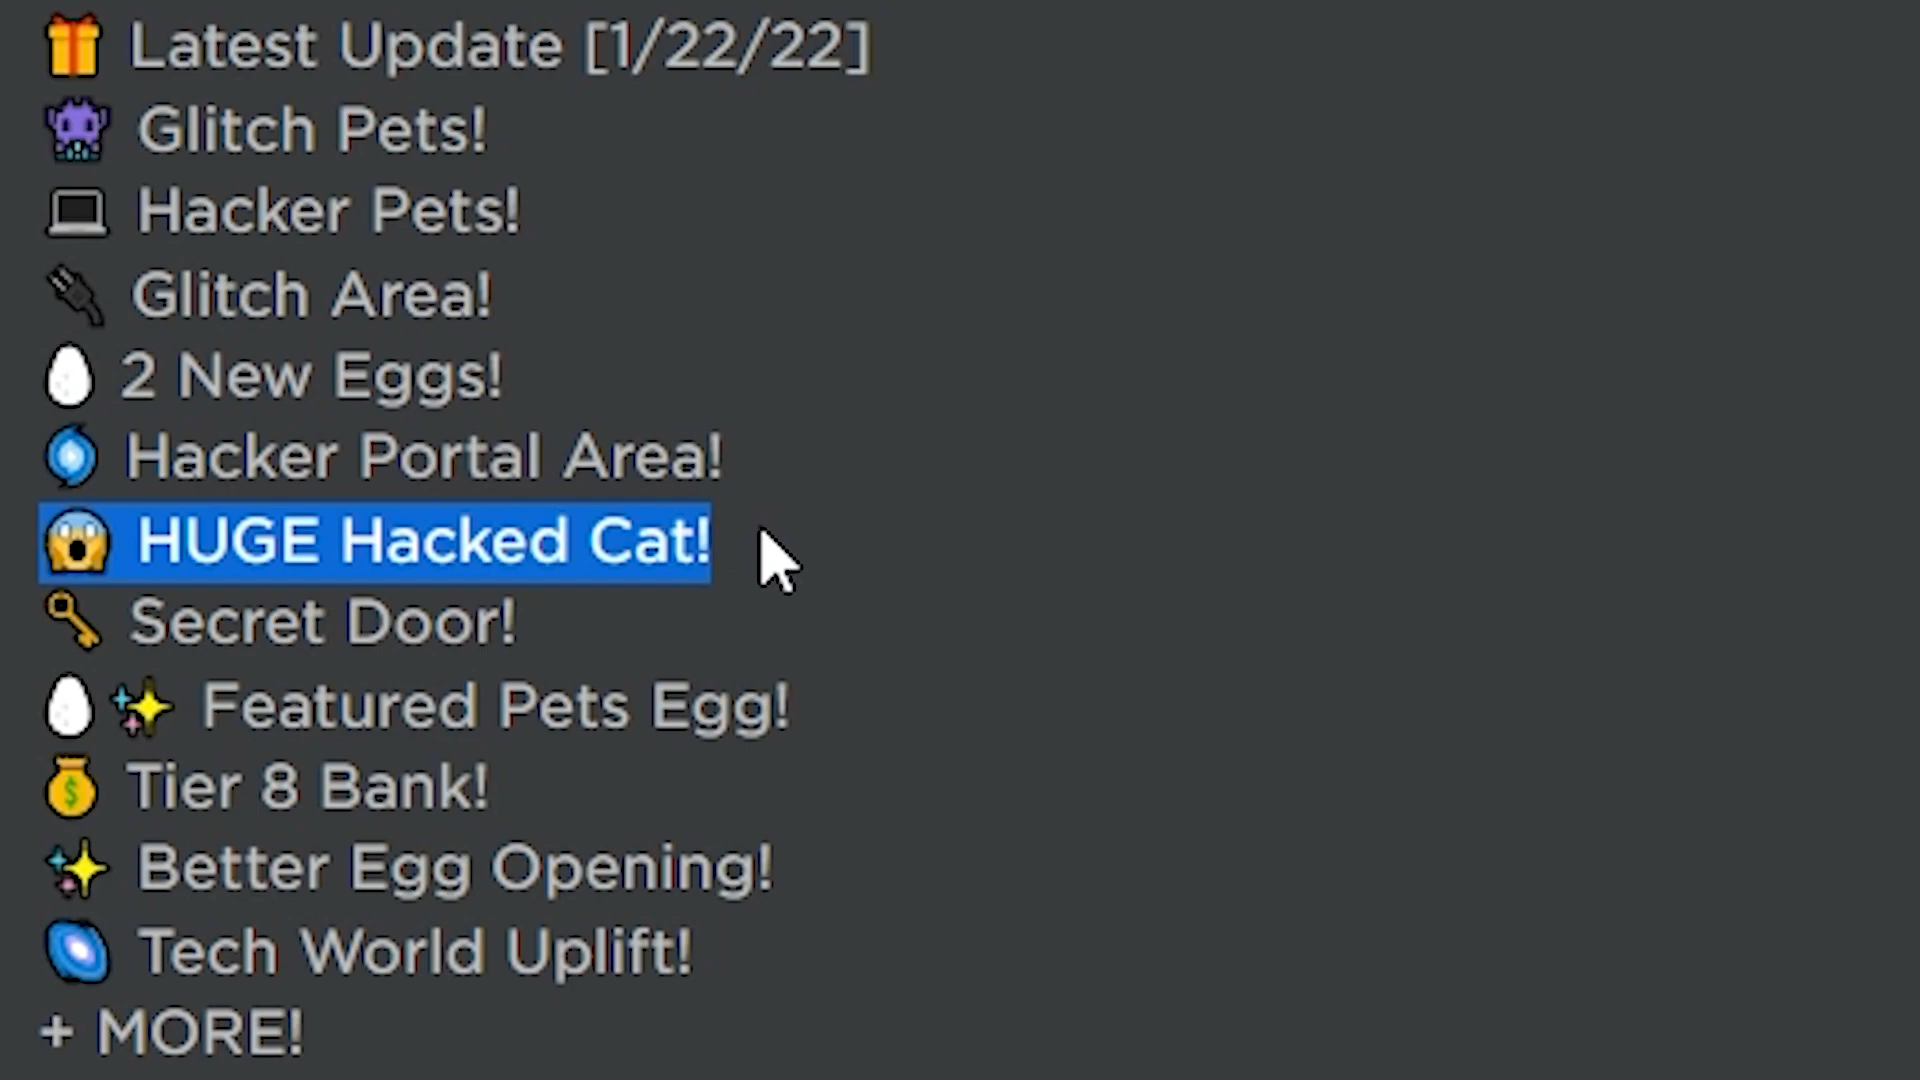 🎁 Latest Update [1/22/22]
👾 Glitch Pets!
💻 Hacker Pets!
🔌 Glitch Area!
🥚 2 New Eggs!
🌀 Hacker Portal Area!
😱 HUGE Hacked Cat!
🔑 Secret Door!
🥚✨ Featured Pets Egg!
💰 Tier 8 Bank!
✨ Better Egg Opening!
🌌 Tech World Uplift!
+ MORE!